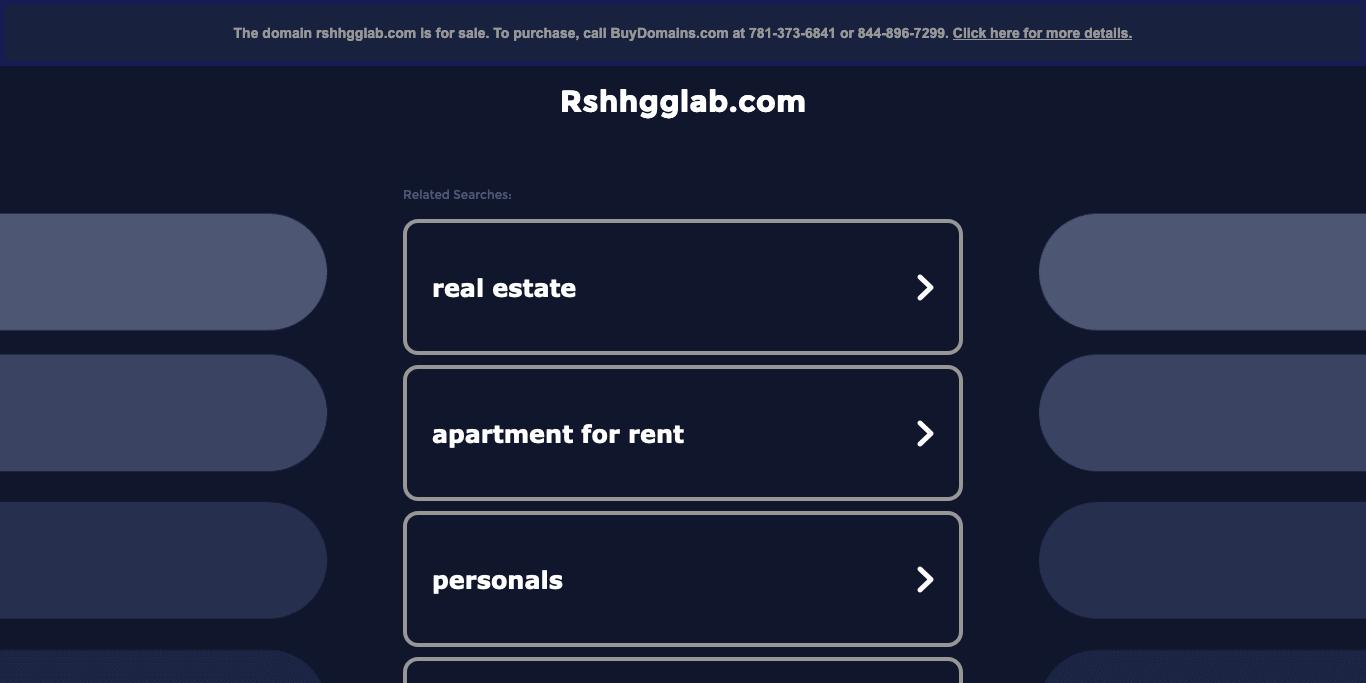 The domain rshhgglab.com is for sale. To purchase, call BuyDomains.com at 781-373-6841 or 844-896-7299. Click here for more details.
Rshhgglab.com
Related Searches:
real estate
apartment for rent
personals